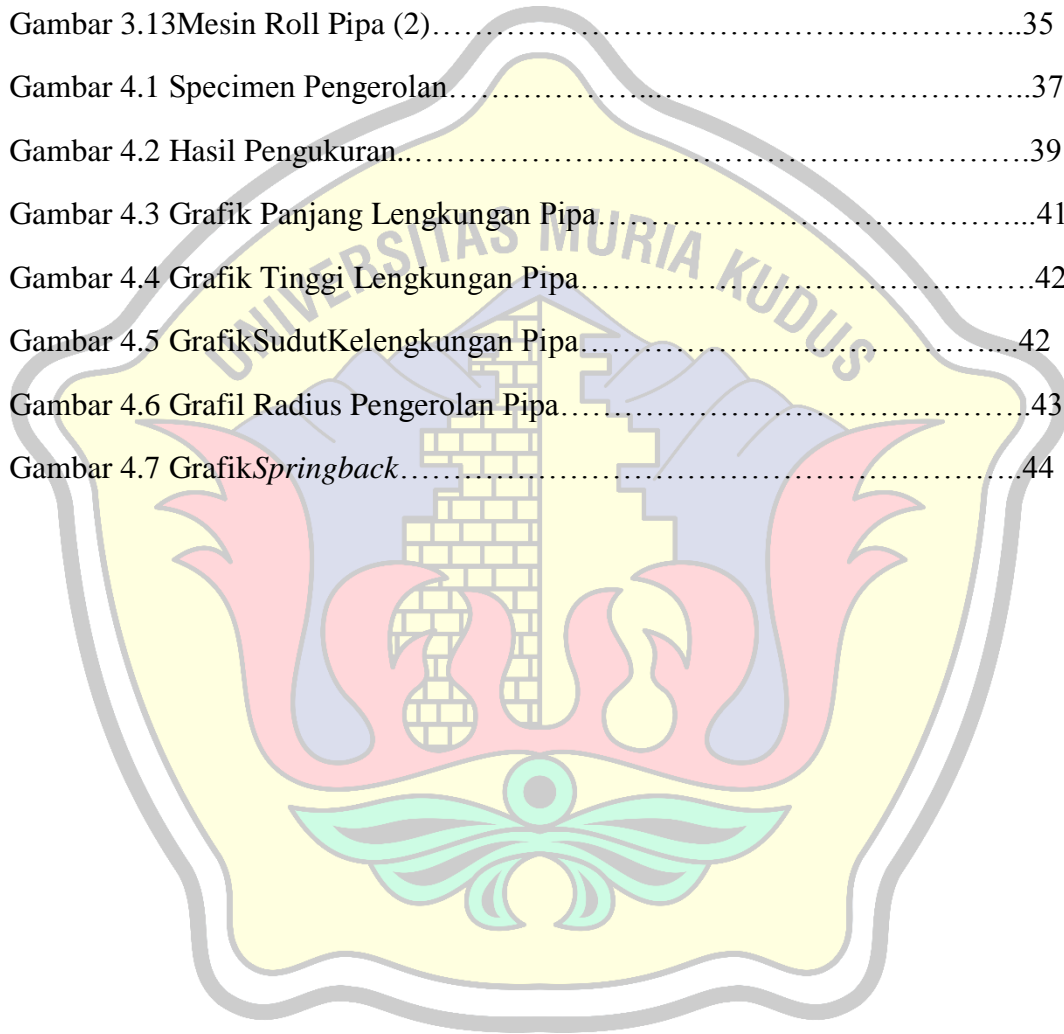 Gambar 3.13Mesin Roll Pipa (2)…………………………………………………..35
Gambar 4.1 Specimen Pengerolan…………………..……………………………..37
Gambar 4.2 Hasil Pengukuran..…………………………………………………….39
Gambar 4.3 Grafik Panjang Lengkungan Pipa……………………………………..41
Gambar 4.4 Grafik Tinggi Lengkungan Pipa……………………………………….42
Gambar 4.5 GrafikSudutKelengkungan Pipa…………………..…………………...42
Gambar 4.6 Grafil Radius Pengerolan Pipa………………………………………….43
Gambar 4.7 GrafikSpringback……………………………………………………..44
UNIVERSITAS MURIA KUDUS